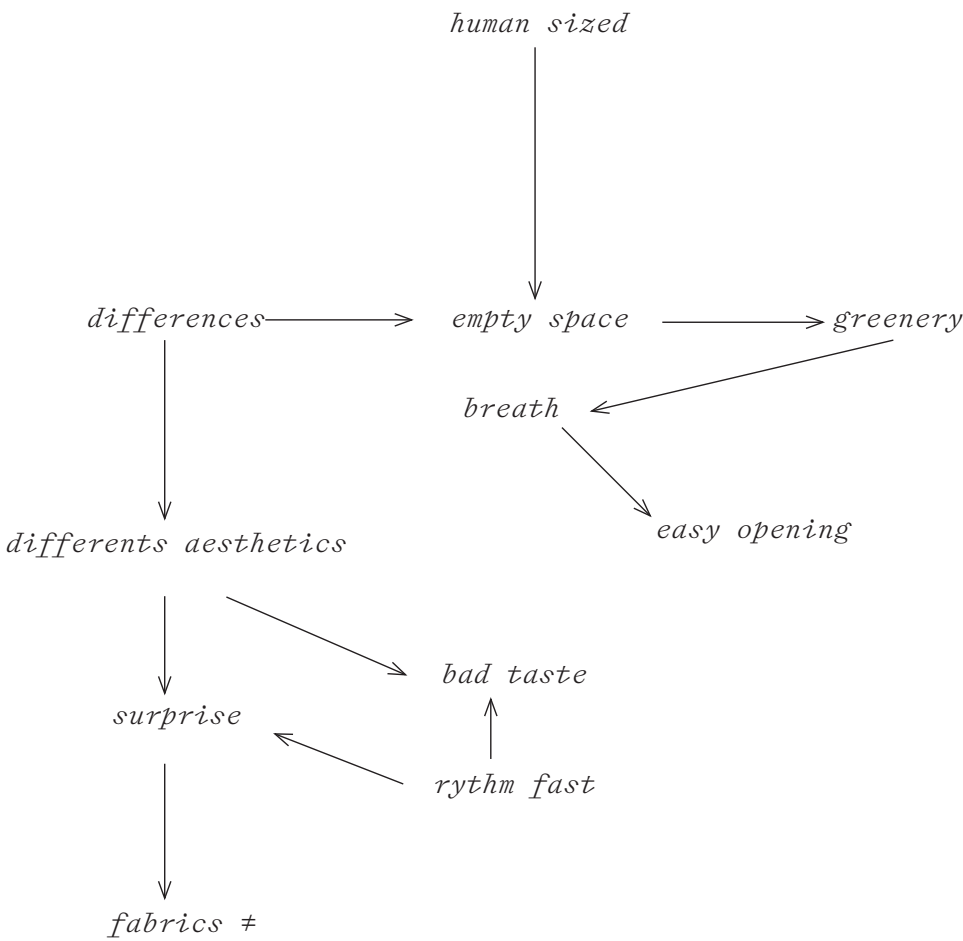 human sized
differences
empty space
greenery
breath
easy opening
differents aesthetics
bad taste
surprise
rythm fast
fabrics ≠